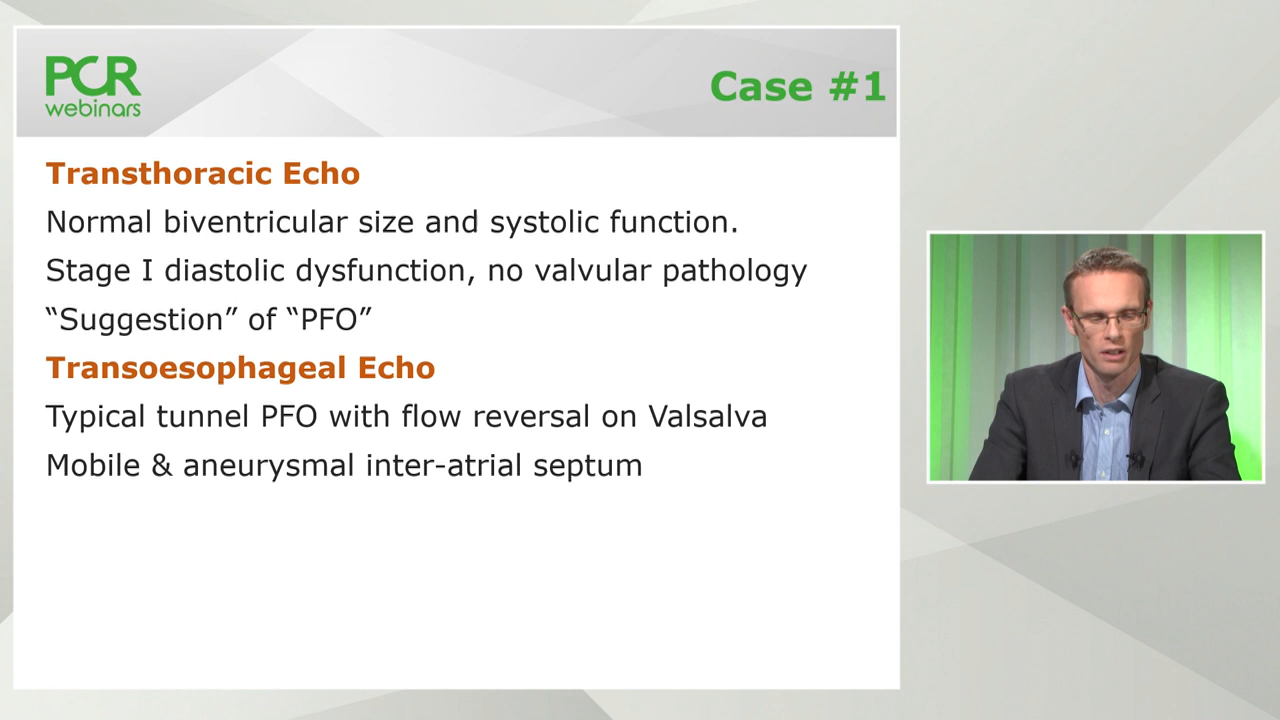 PCR
webinars
Case #1
Transthoracic Echo
Normal biventricular size and systolic function.
Stage I diastolic dysfunction, no valvular pathology
“Suggestion” of “PFO”
Transoesophageal Echo
Typical tunnel PFO with flow reversal on Valsalva
Mobile & aneurysmal inter-atrial septum